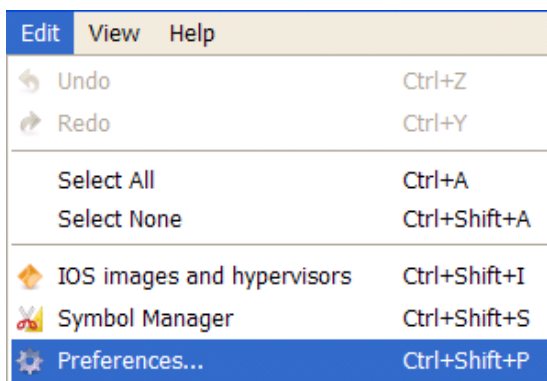 Edit View Help
Undo Ctrl+Z
Redo Ctrl+Y
Select All Ctrl+A
Select None Ctrl+Shift+A
IOS images and hypervisors Ctrl+Shift+I
Symbol Manager Ctrl+Shift+S
Preferences... Ctrl+Shift+P